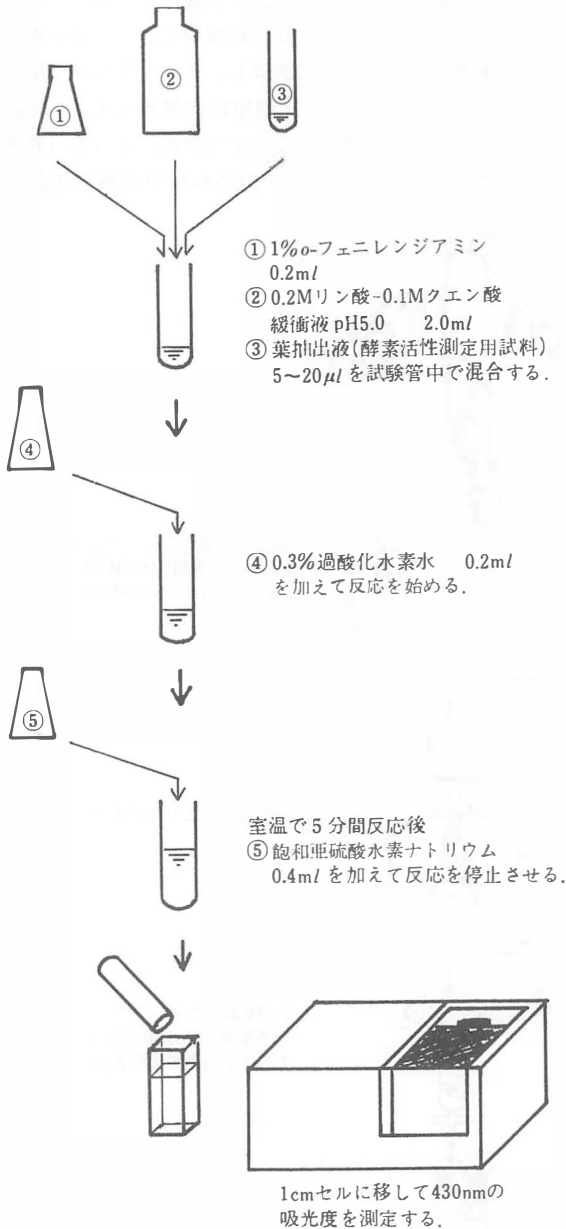 ①
②
③
① 1%o-フェニレンジアミン
0.2ml
② 0.2Mリン酸-0.1Mクエン酸
緩衝液 pH5.0 2.0ml
③ 葉抽出液(酵素活性測定用試料)
5~20μl を試験管中で混合する.
④
④ 0.3%過酸化水素水 0.2ml
を加えて反応を始める.
⑤
室温で5分間反応後
⑤ 飽和亜硫酸水素ナトリウム
0.4ml を加えて反応を停止させる.
1cmセルに移して430nmの
吸光度を測定する.